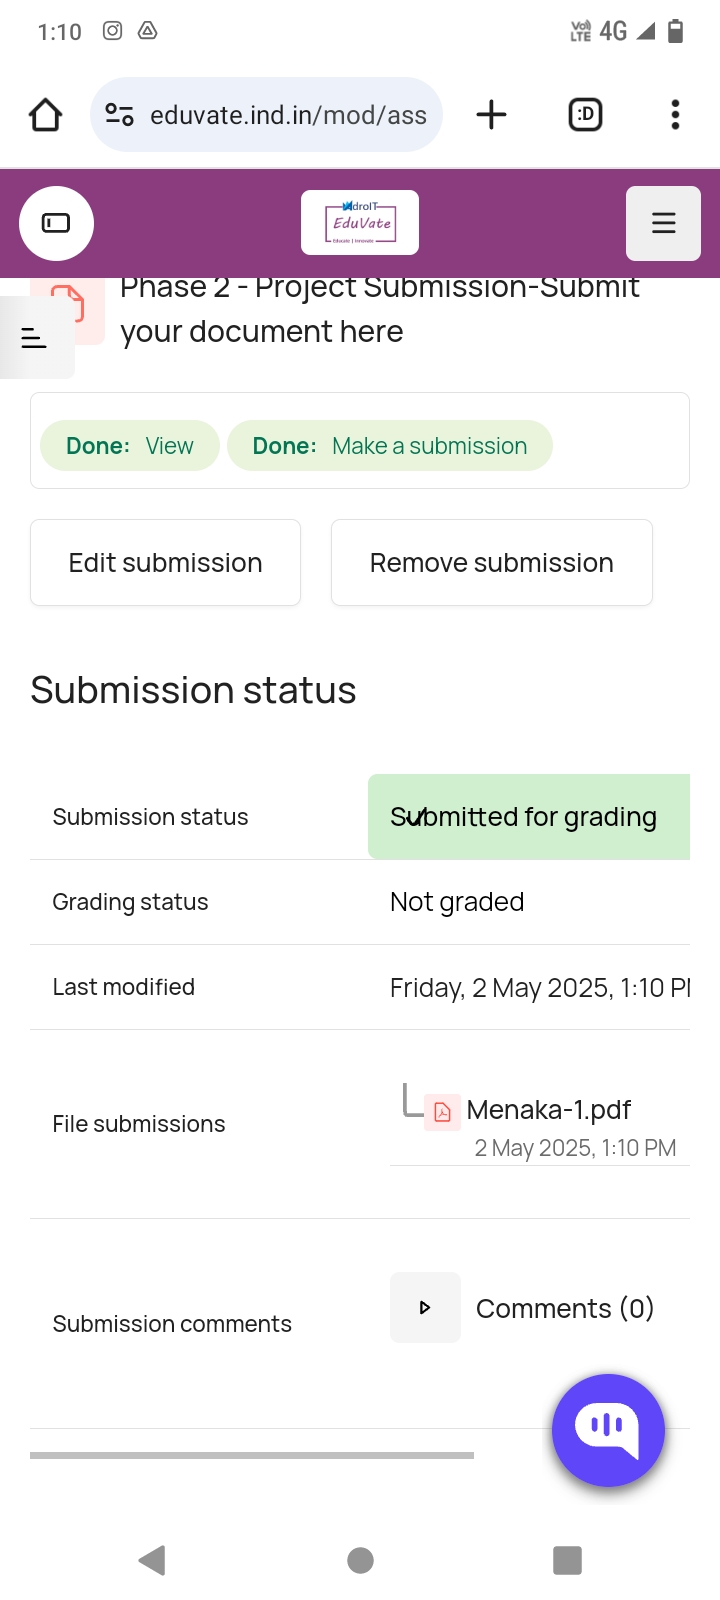 1:10
VoI) LTE 4G
eduvate.ind.in/mod/ass
:D
droIT
EduVate
Educate | Innovate
Phase 2 - Project Submission-Submit
your document here
Done: View Done: Make a submission
Edit submission Remove submission
Submission status
Submission status Submitted for grading
Grading status Not graded
Last modified Friday, 2 May 2025, 1:10 PM
File submissions Menaka-1.pdf
2 May 2025, 1:10 PM
Submission comments Comments (0)